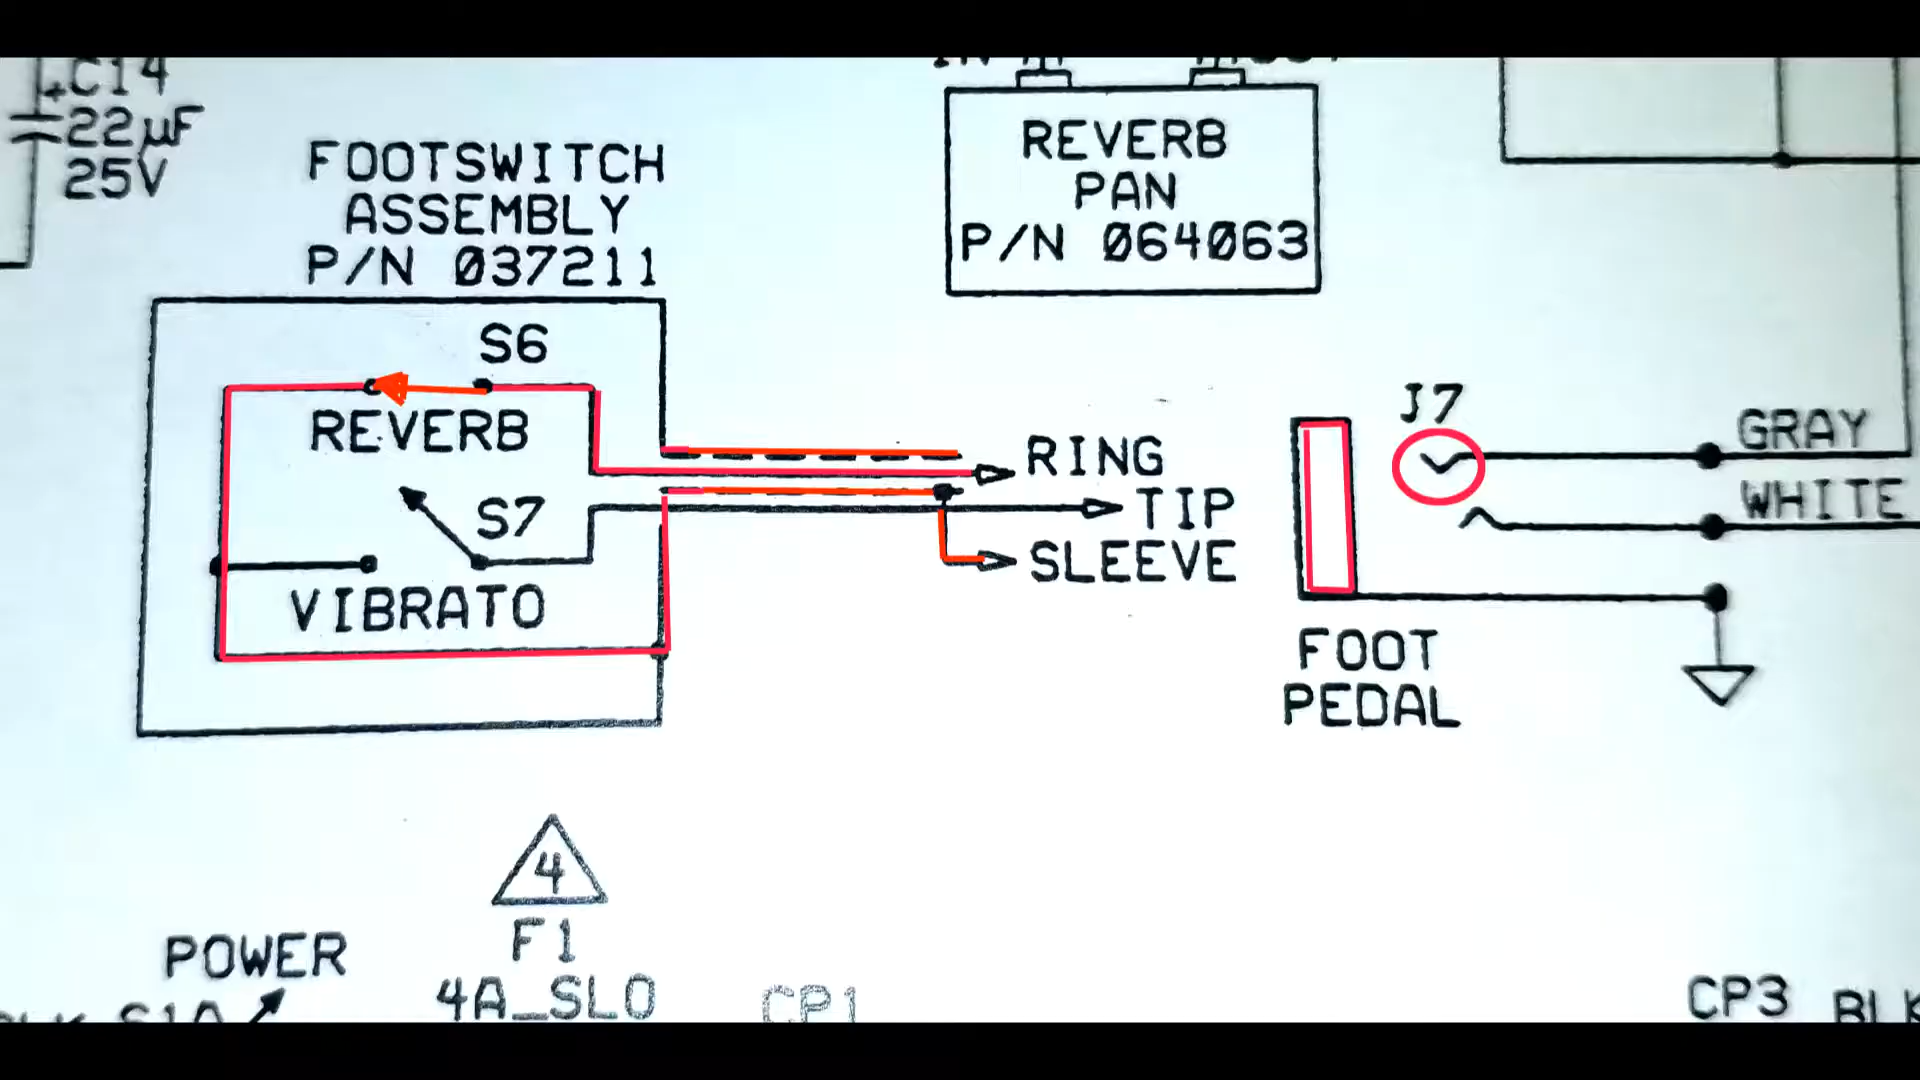 C14
22µF
25V
FOOTSWITCH
ASSEMBLY
P/N 037211
REVERB
PAN
P/N 064063
S6
REVERB
S7
VIBRATO
RING
TIP
SLEEVE
J7
GRAY
WHITE
FOOT
PEDAL
4
F1
4A_SLO
POWER
S1A
CP1
CP3